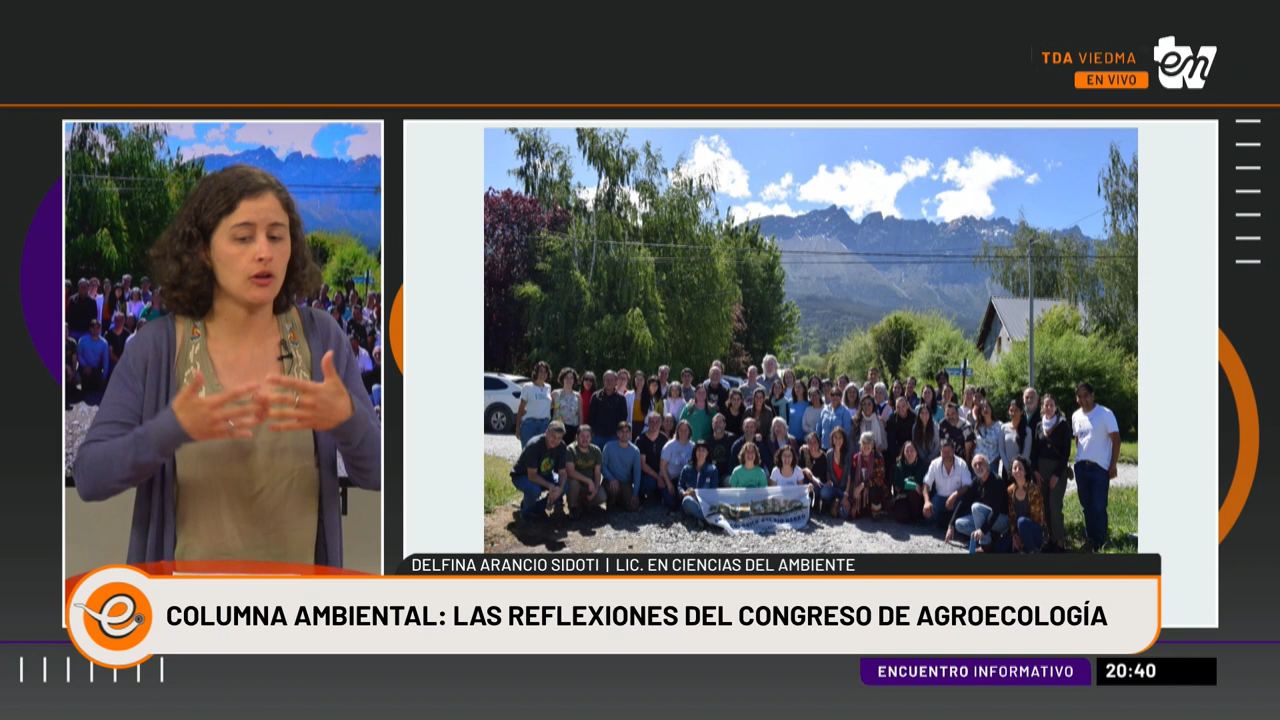 TDA VIEDMA
EN VIVO
em
DELFINA ARANCIO SIDOTI | LIC. EN CIENCIAS DEL AMBIENTE
e
COLUMNA AMBIENTAL: LAS REFLEXIONES DEL CONGRESO DE AGROECOLOGÍA
ENCUENTRO INFORMATIVO
20:40